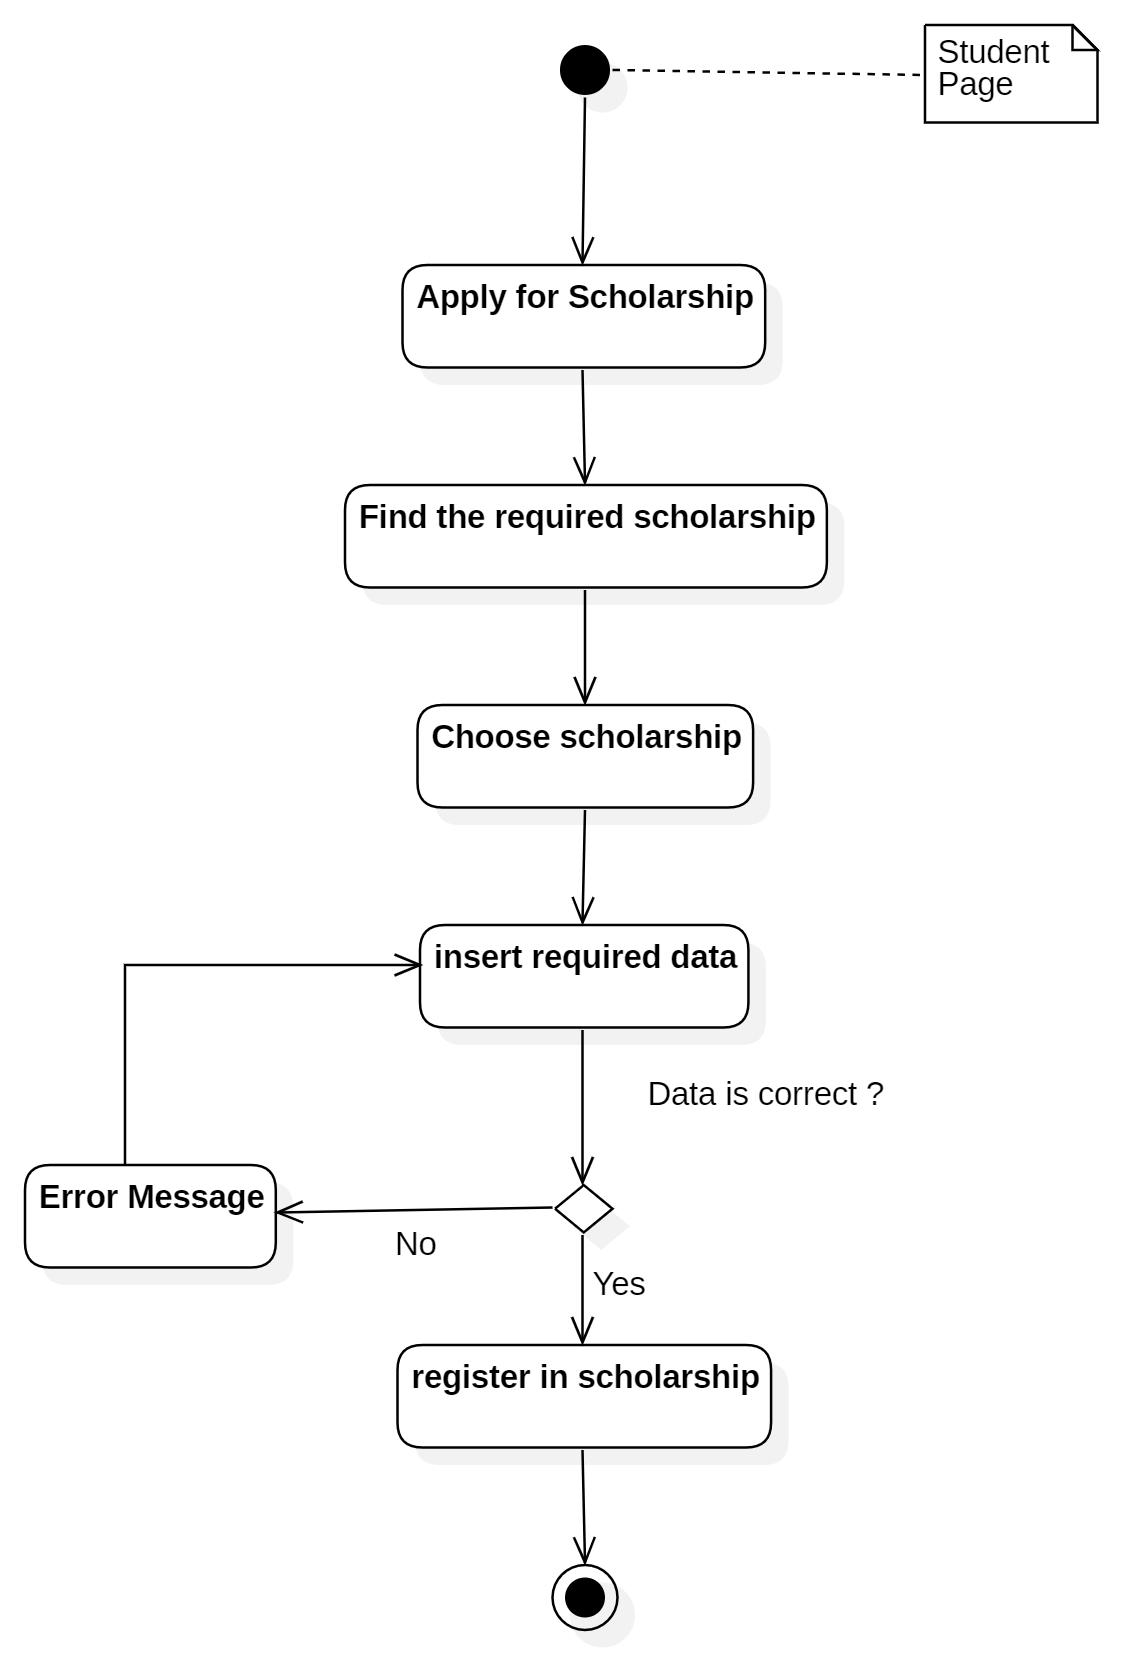 Student
Page
Apply for Scholarship
Find the required scholarship
Choose scholarship
insert required data
Data is correct ?
Error Message
No
Yes
register in scholarship